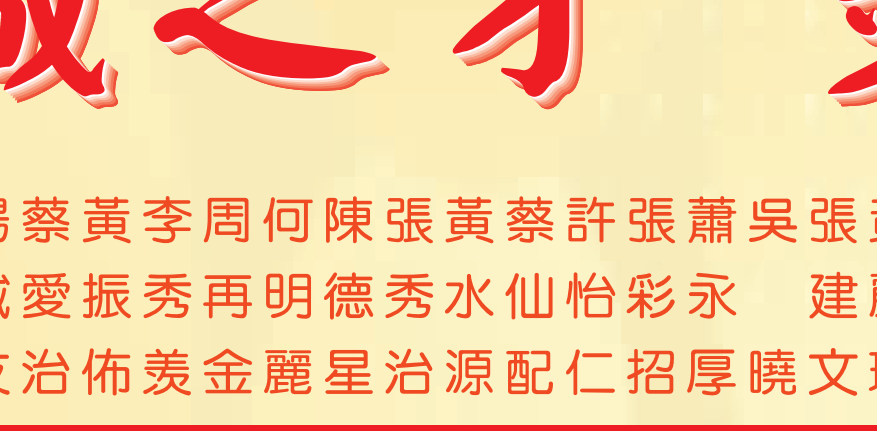 張建文
吳曉
蕭永厚
張彩招
許怡仁
蔡仙配
黃水源
張秀治
陳德星
何明麗
周再金
李秀羨
黃振佈
蔡愛治